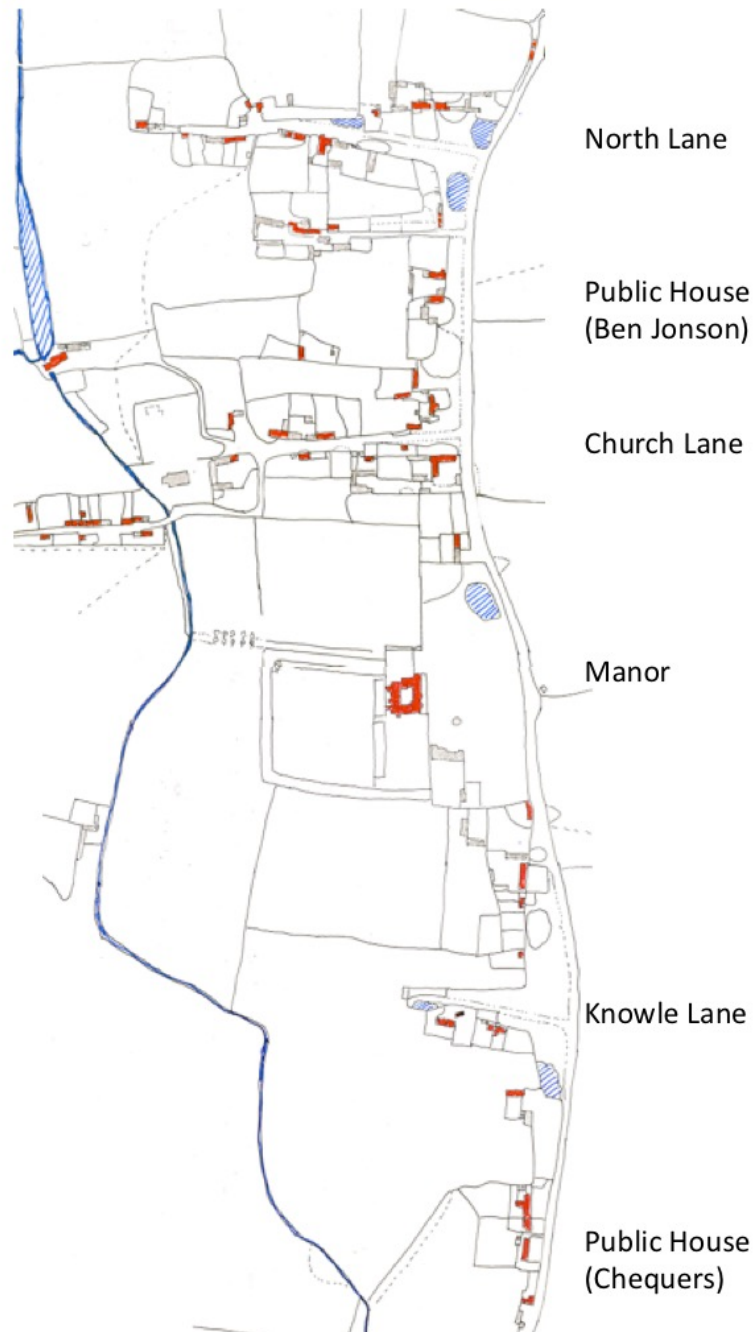 North Lane
Public House
(Ben Jonson)
Church Lane
Manor
Knowle Lane
Public House
(Chequers)